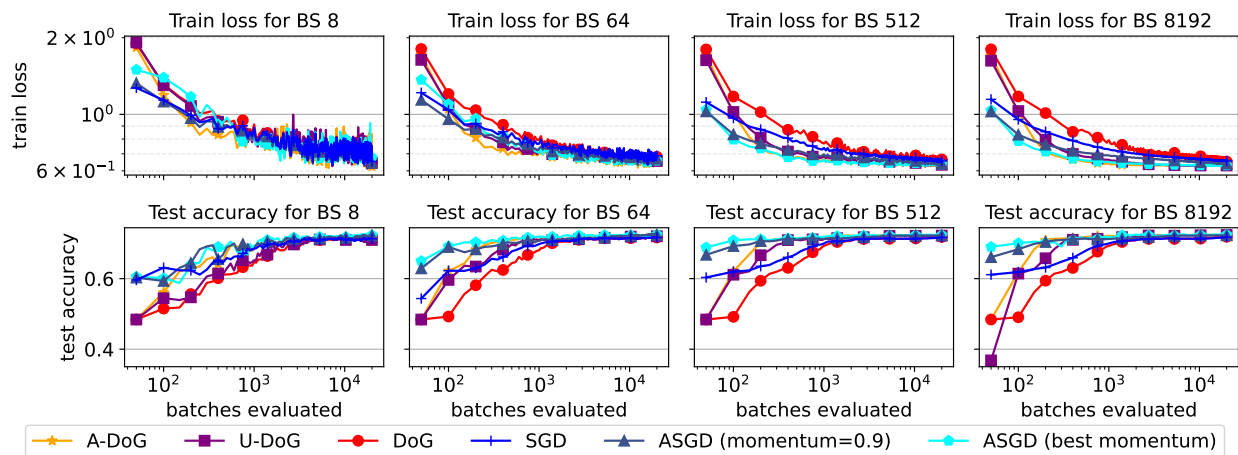 Train loss for BS 8
Train loss for BS 64
Train loss for BS 512
Train loss for BS 8192
train loss
2 × 10⁰
10⁰
6 × 10⁻¹
Test accuracy for BS 8
Test accuracy for BS 64
Test accuracy for BS 512
Test accuracy for BS 8192
test accuracy
0.6
0.4
10² 10³ 10⁴
10² 10³ 10⁴
10² 10³ 10⁴
10² 10³ 10⁴
batches evaluated
batches evaluated
batches evaluated
batches evaluated
A-DoG U-DoG DoG SGD ASGD (momentum=0.9) ASGD (best momentum)